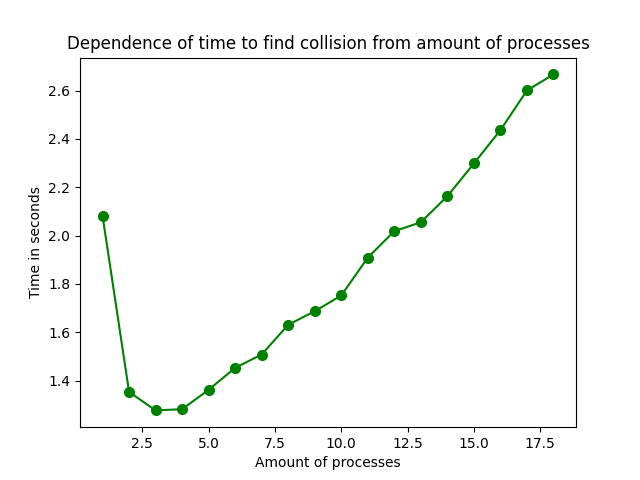 Dependence of time to find collision from amount of processes
2.6
2.4
2.2
2.0
1.8
1.6
1.4
Time in seconds
2.5 5.0 7.5 10.0 12.5 15.0 17.5
Amount of processes